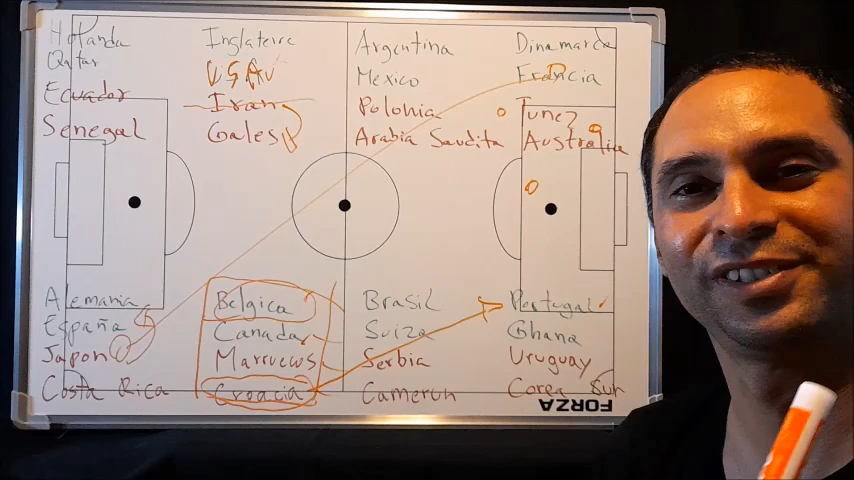 Holanda
Qatar
Ecuador
Senegal
Inglaterra
USA
Iran
Gales
Argentina
Mexico
Polonia
Arabia Saudita
Dinamarca
Francia
Tunez
Australia
Alemania
España
Japon
Costa Rica
Belgica
Canada
Marruecos
Croacia
Brasil
Suiza
Serbia
Camerun
Portugal
Ghana
Uruguay
Corea Sur
FORZA